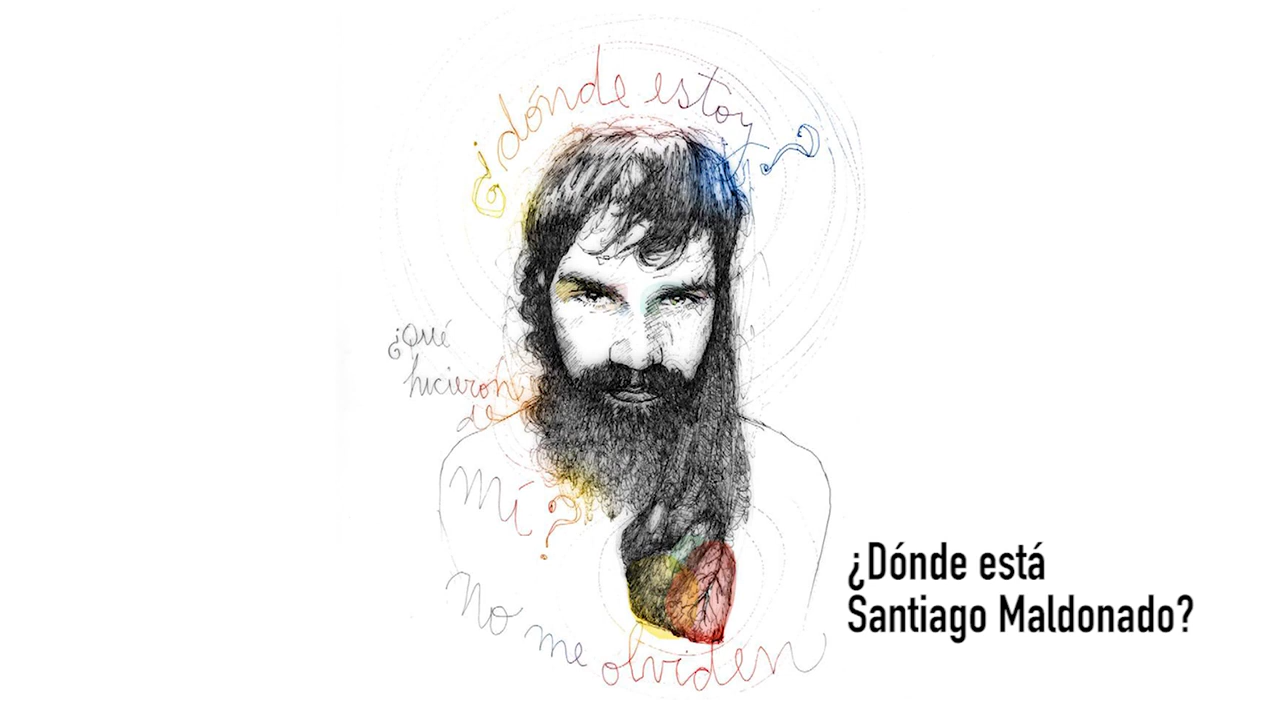 ¿dónde estoy?
¿Qué
hicieron
de
Mí?
No me olviden
¿Dónde está
Santiago Maldonado?